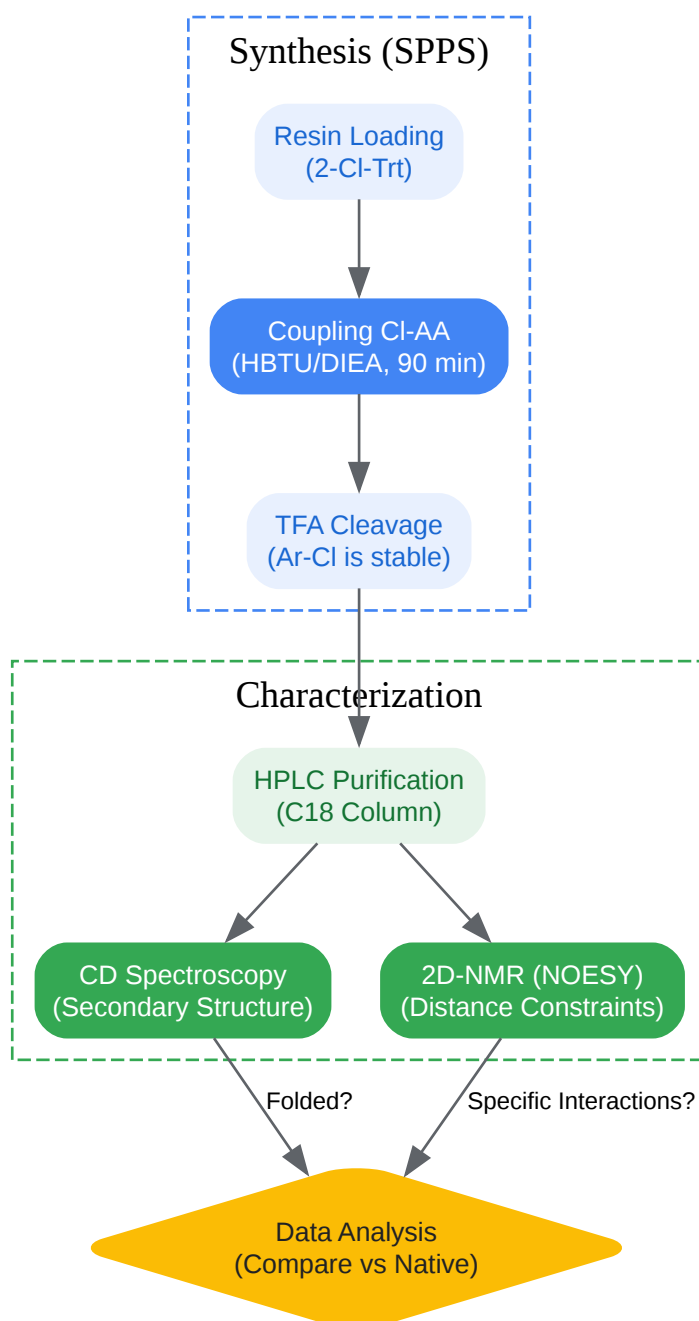 Synthesis (SPPS)
Resin Loading
(2-Cl-Trt)
Coupling Cl-AA
(HBTU/DIEA, 90 min)
TFA Cleavage
(Ar-Cl is stable)
Characterization
HPLC Purification
(C18 Column)
CD Spectroscopy
(Secondary Structure)
2D-NMR (NOESY)
(Distance Constraints)
Folded?
Specific Interactions?
Data Analysis
(Compare vs Native)